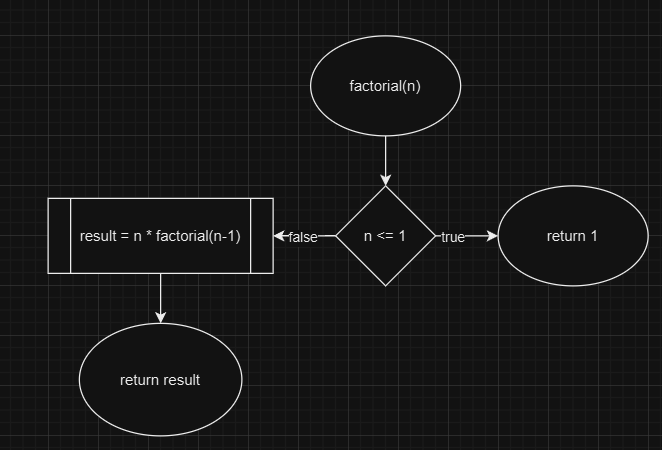 factorial(n)
result = n * factorial(n-1)
false
n <= 1
true
return 1
return result